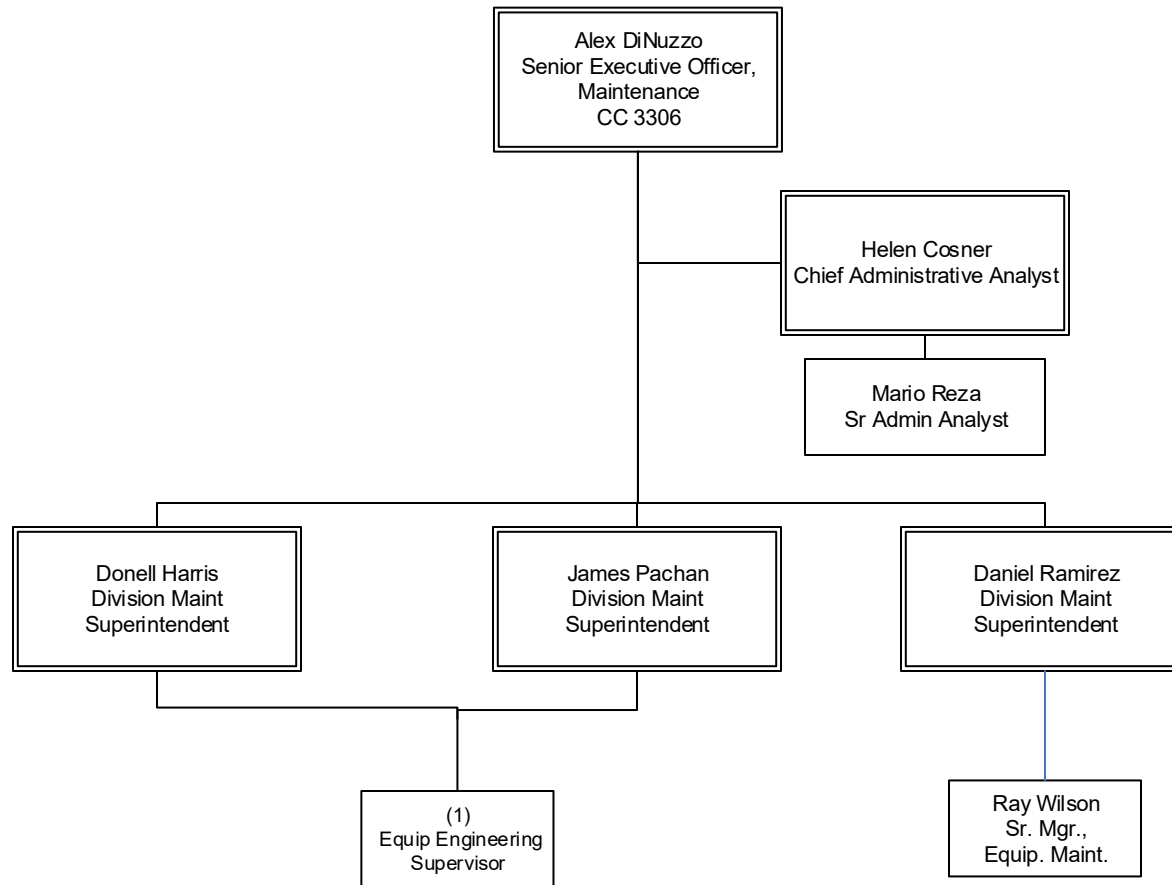 Alex DiNuzzo
Senior Executive Officer,
Maintenance
CC 3306
Helen Cosner
Chief Administrative Analyst
Mario Reza
Sr Admin Analyst
Donell Harris
Division Maint
Superintendent
James Pachan
Division Maint
Superintendent
Daniel Ramirez
Division Maint
Superintendent
(1)
Equip Engineering
Supervisor
Ray Wilson
Sr. Mgr.,
Equip. Maint.